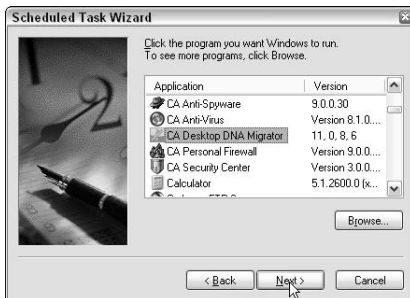 Scheduled Task Wizard
Click the program you want Windows to run.
To see more programs, click Browse.
Application Version
CA Anti-Spyware 9.0.0.30
CA Anti-Virus Version 8.1.0....
CA Desktop DNA Migrator 11, 0, 8, 6
CA Personal Firewall Version 9.0.0....
CA Security Center Version 3.0.0....
Calculator 5.1.2600.0 (x...
Browse...
< Back Next > Cancel